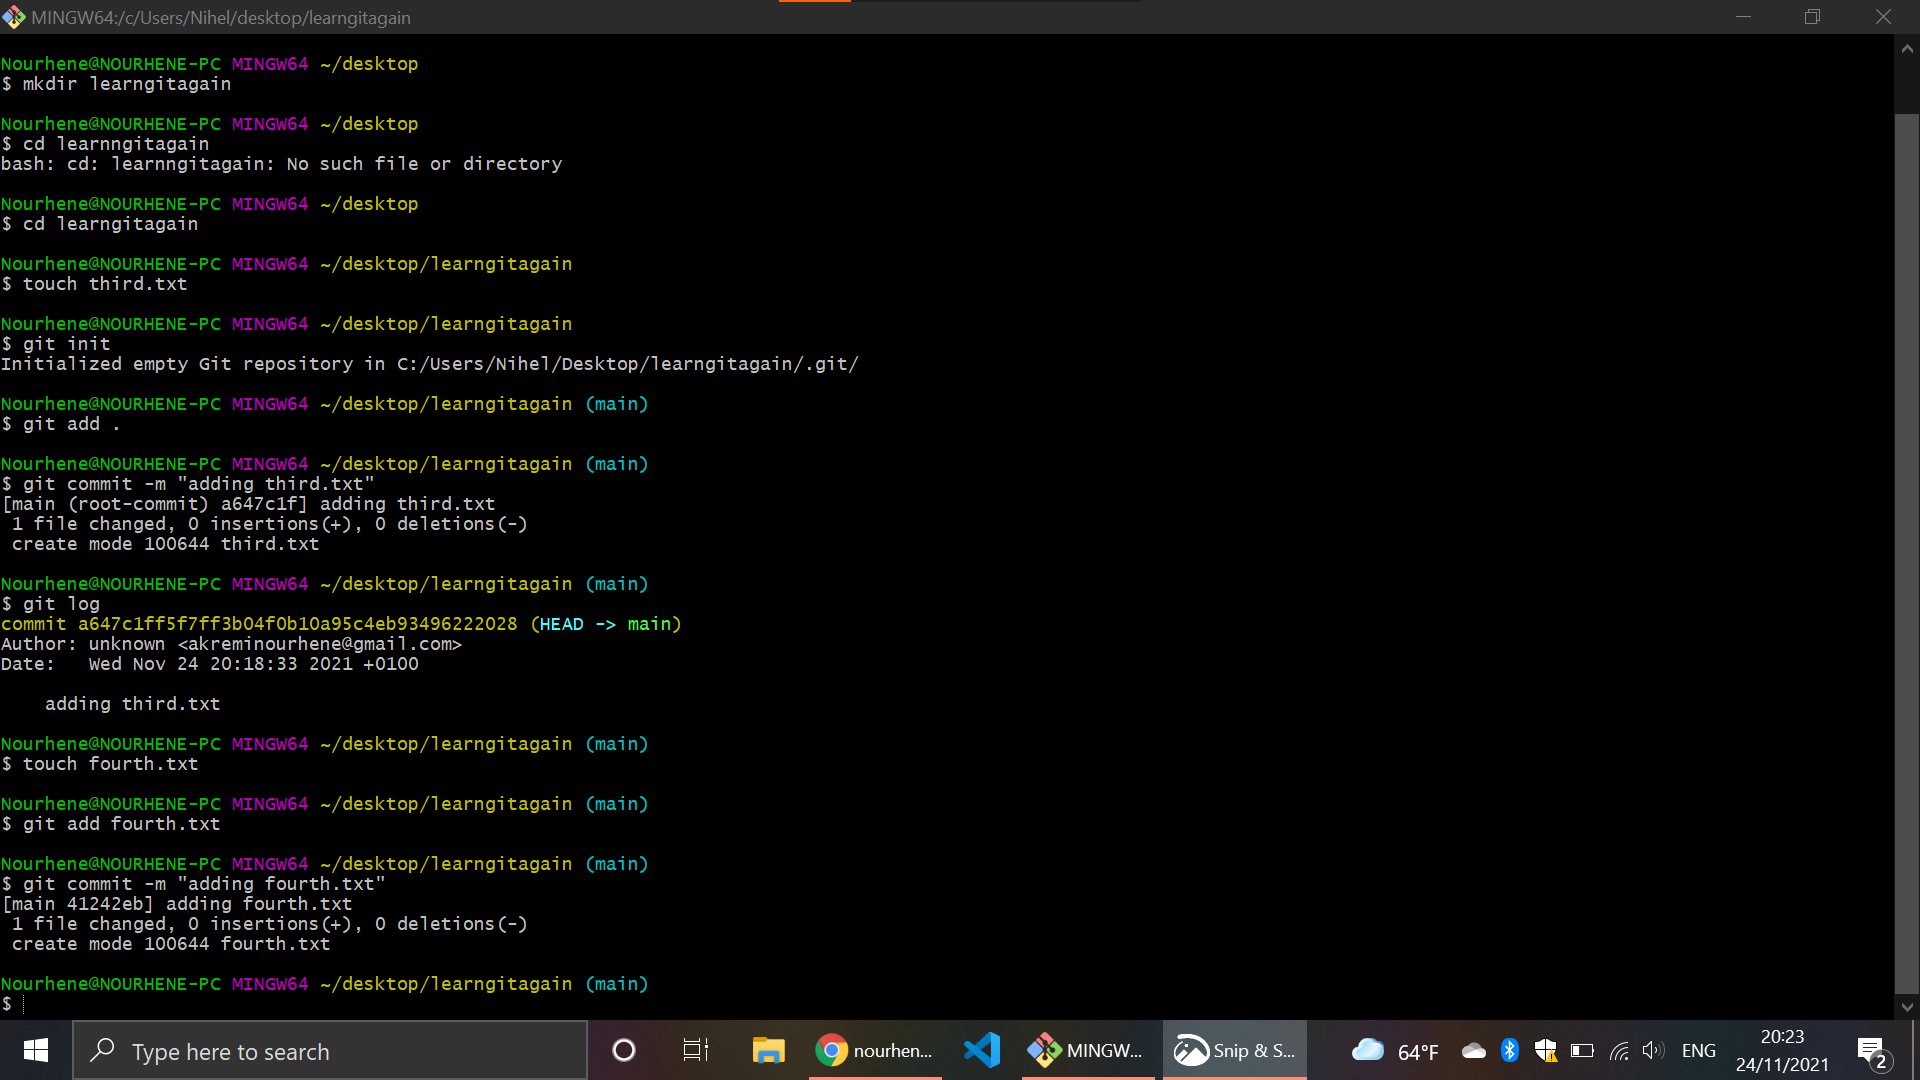 MINGW64:/c/Users/Nihel/desktop/learngitagain
Nourhene@NOURHENE-PC MINGW64 ~/desktop
$ mkdir learngitagain
Nourhene@NOURHENE-PC MINGW64 ~/desktop
$ cd learnngitagain
bash: cd: learnngitagain: No such file or directory
Nourhene@NOURHENE-PC MINGW64 ~/desktop
$ cd learngitagain
Nourhene@NOURHENE-PC MINGW64 ~/desktop/learngitagain
$ touch third.txt
Nourhene@NOURHENE-PC MINGW64 ~/desktop/learngitagain
$ git init
Initialized empty Git repository in C:/Users/Nihel/Desktop/learngitagain/.git/
Nourhene@NOURHENE-PC MINGW64 ~/desktop/learngitagain (main)
$ git add .
Nourhene@NOURHENE-PC MINGW64 ~/desktop/learngitagain (main)
$ git commit -m "adding third.txt"
[main (root-commit) a647c1f] adding third.txt
1 file changed, 0 insertions(+), 0 deletions(-)
create mode 100644 third.txt
Nourhene@NOURHENE-PC MINGW64 ~/desktop/learngitagain (main)
$ git log
commit a647c1ff5f7ff3b04f0b10a95c4eb93496222028 (HEAD -> main)
Author: unknown <akreminourhene@gmail.com>
Date:   Wed Nov 24 20:18:33 2021 +0100
adding third.txt
Nourhene@NOURHENE-PC MINGW64 ~/desktop/learngitagain (main)
$ touch fourth.txt
Nourhene@NOURHENE-PC MINGW64 ~/desktop/learngitagain (main)
$ git add fourth.txt
Nourhene@NOURHENE-PC MINGW64 ~/desktop/learngitagain (main)
$ git commit -m "adding fourth.txt"
[main 41242eb] adding fourth.txt
1 file changed, 0 insertions(+), 0 deletions(-)
create mode 100644 fourth.txt
Nourhene@NOURHENE-PC MINGW64 ~/desktop/learngitagain (main)
$
Type here to search
nourhen...
MINGW...
Snip & S...
64°F
ENG
20:23
24/11/2021
2